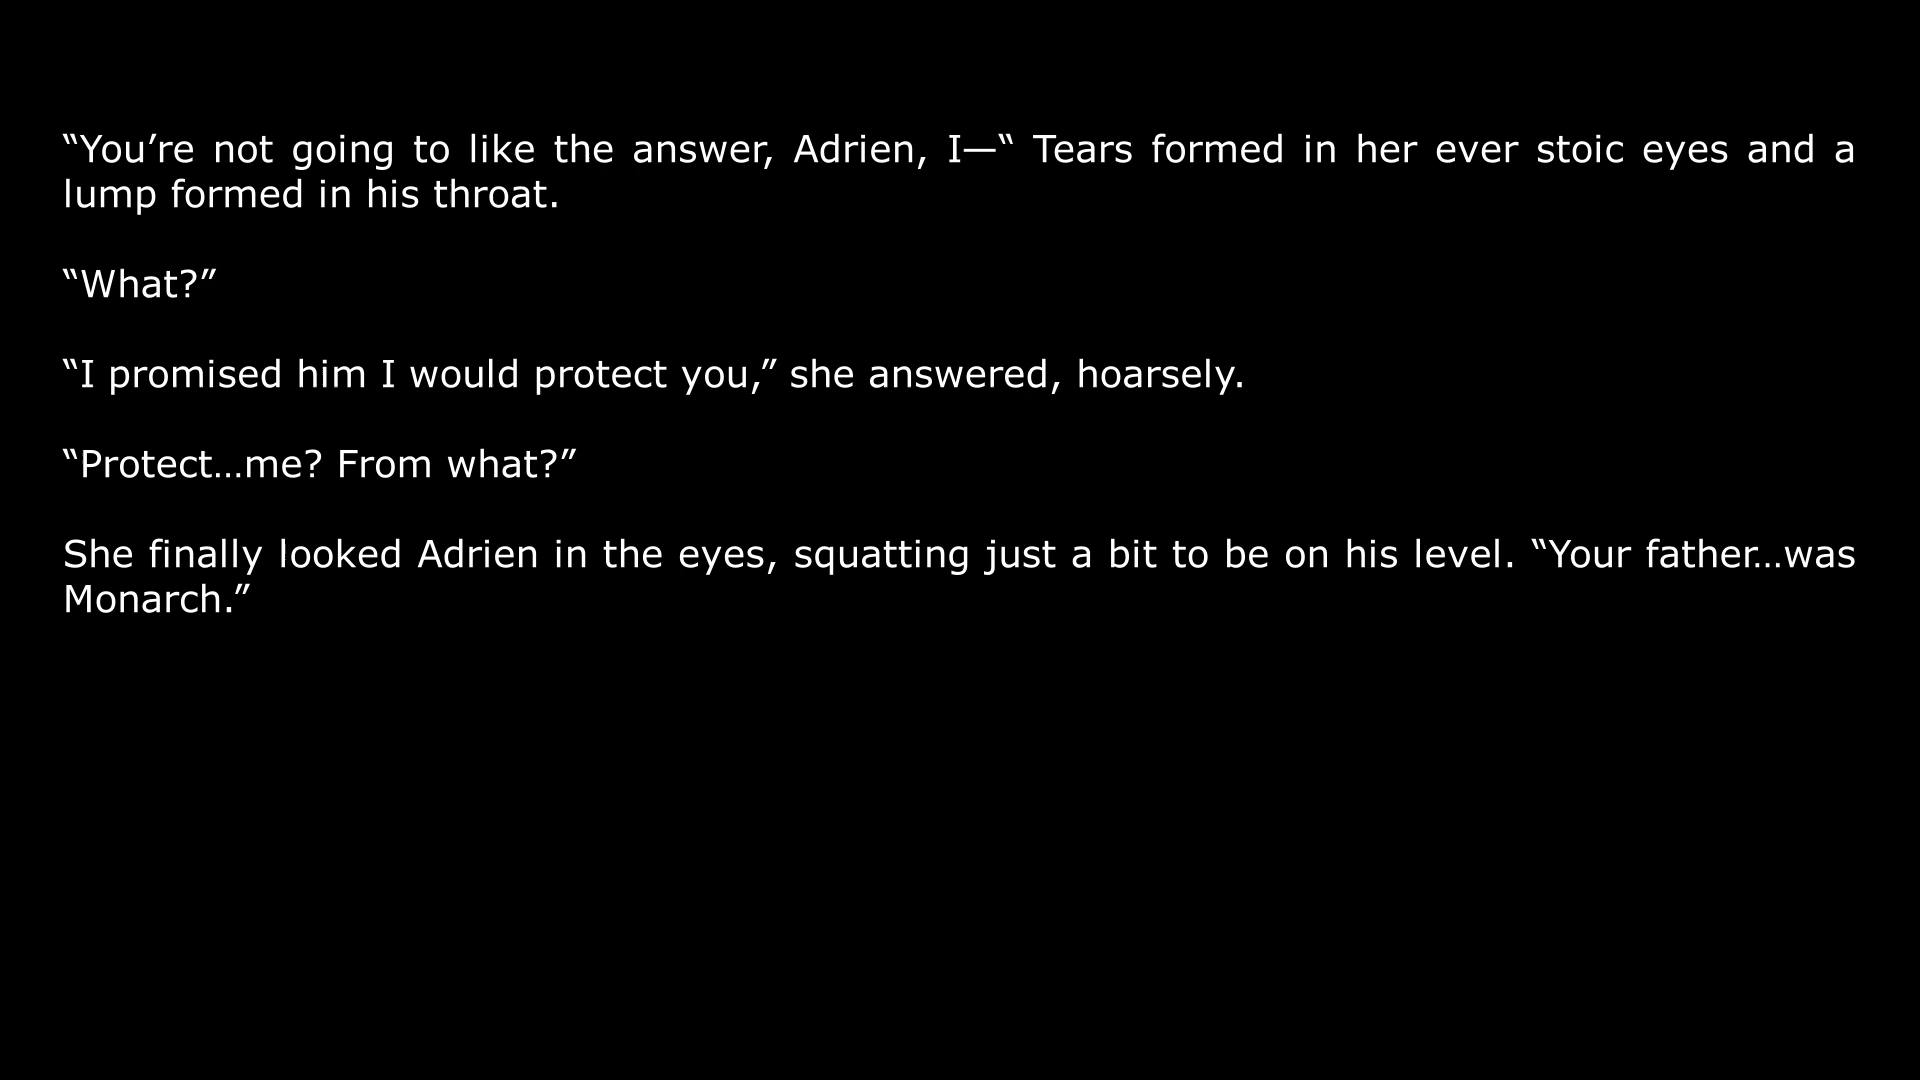 “You’re not going to like the answer, Adrien, I—“ Tears formed in her ever stoic eyes and a
lump formed in his throat.
“What?”
“I promised him I would protect you,” she answered, hoarsely.
“Protect…me? From what?”
She finally looked Adrien in the eyes, squatting just a bit to be on his level. “Your father…was
Monarch.”